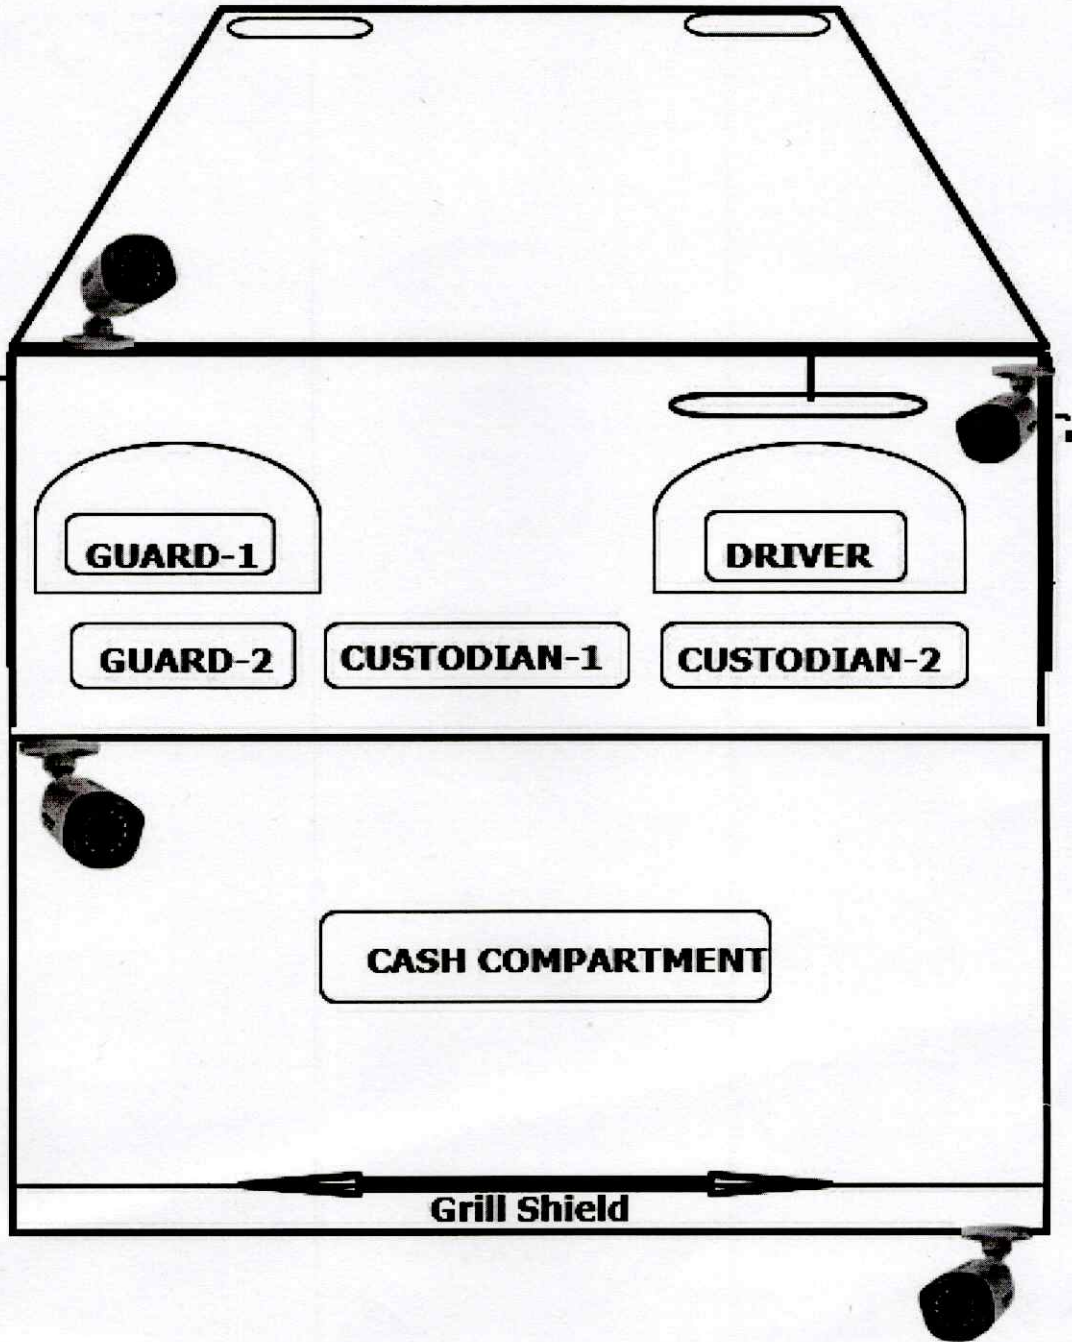 GUARD-1
DRIVER
GUARD-2
CUSTODIAN-1
CUSTODIAN-2
CASH COMPARTMENT
Grill Shield